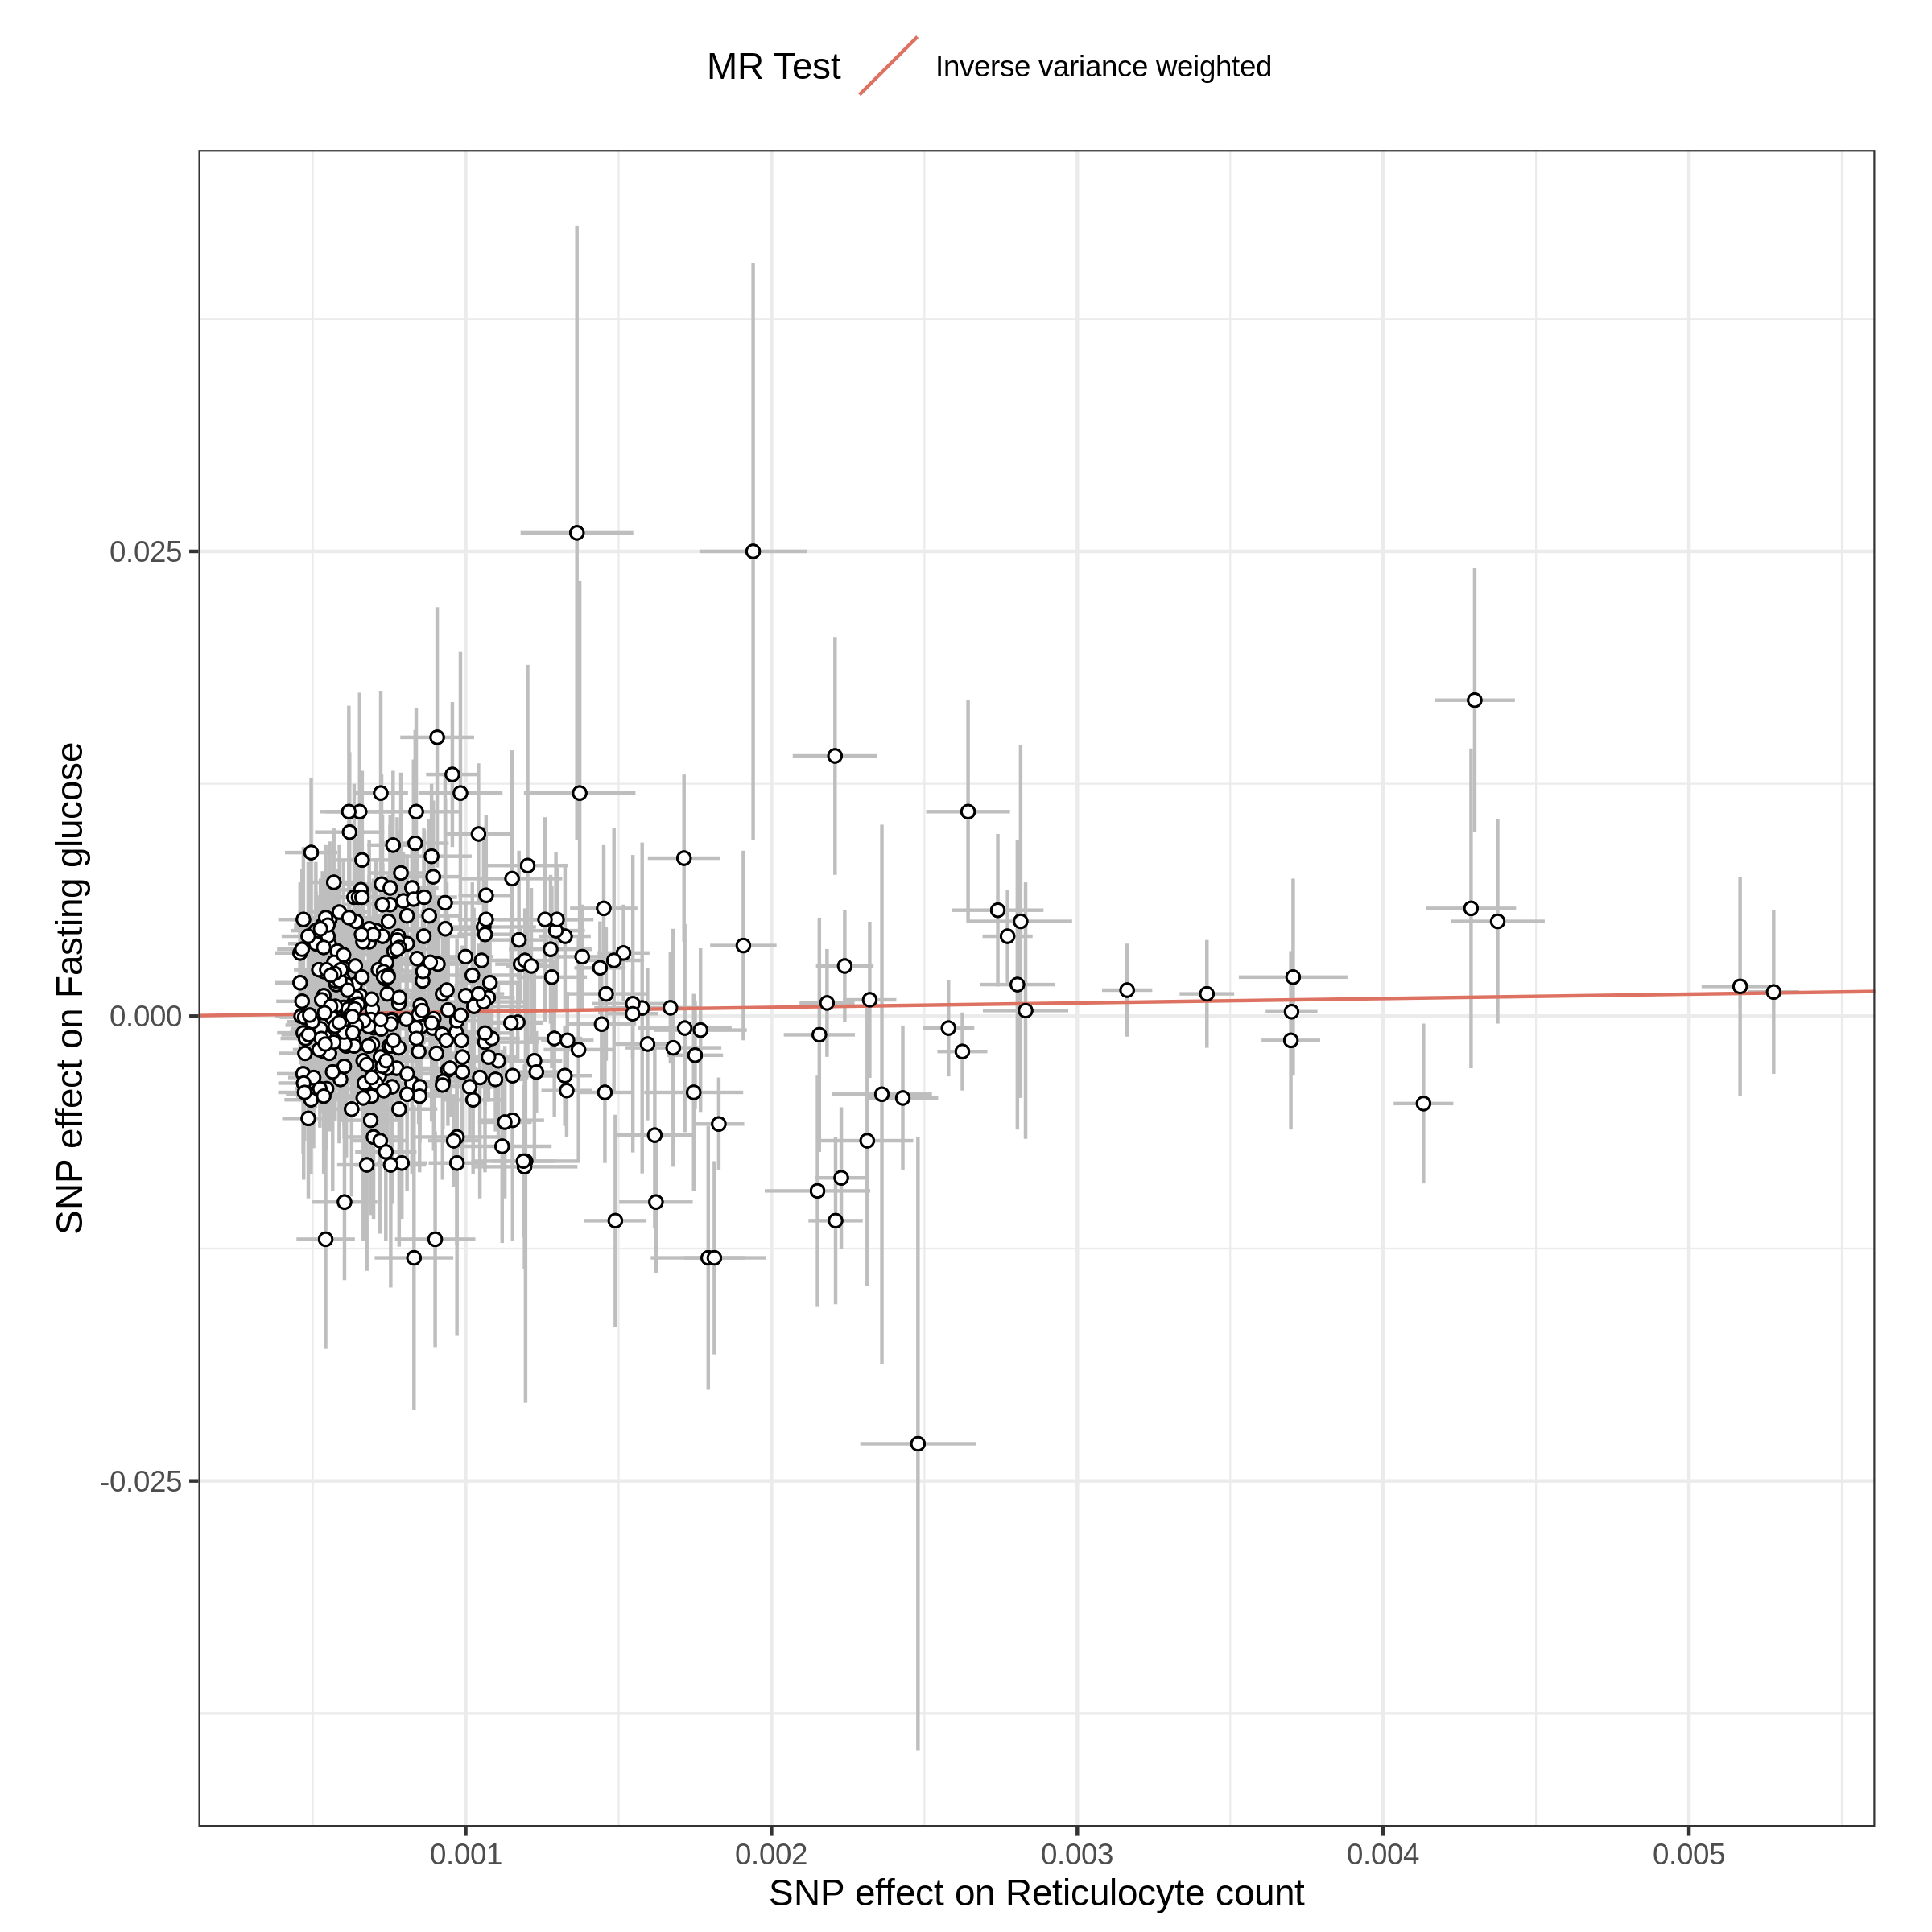 MR Test Inverse variance weighted
SNP effect on Fasting glucose
0.025
0.000
-0.025
0.001 0.002 0.003 0.004 0.005
SNP effect on Reticulocyte count